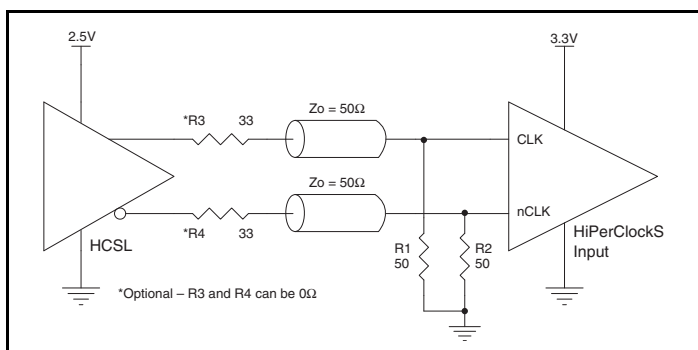 2.5V
3.3V
*R3 33
Zo = 50Ω
CLK
Zo = 50Ω
nCLK
HCSL
*R4 33
R1
50
R2
50
HiPerClockS
Input
*Optional – R3 and R4 can be 0Ω